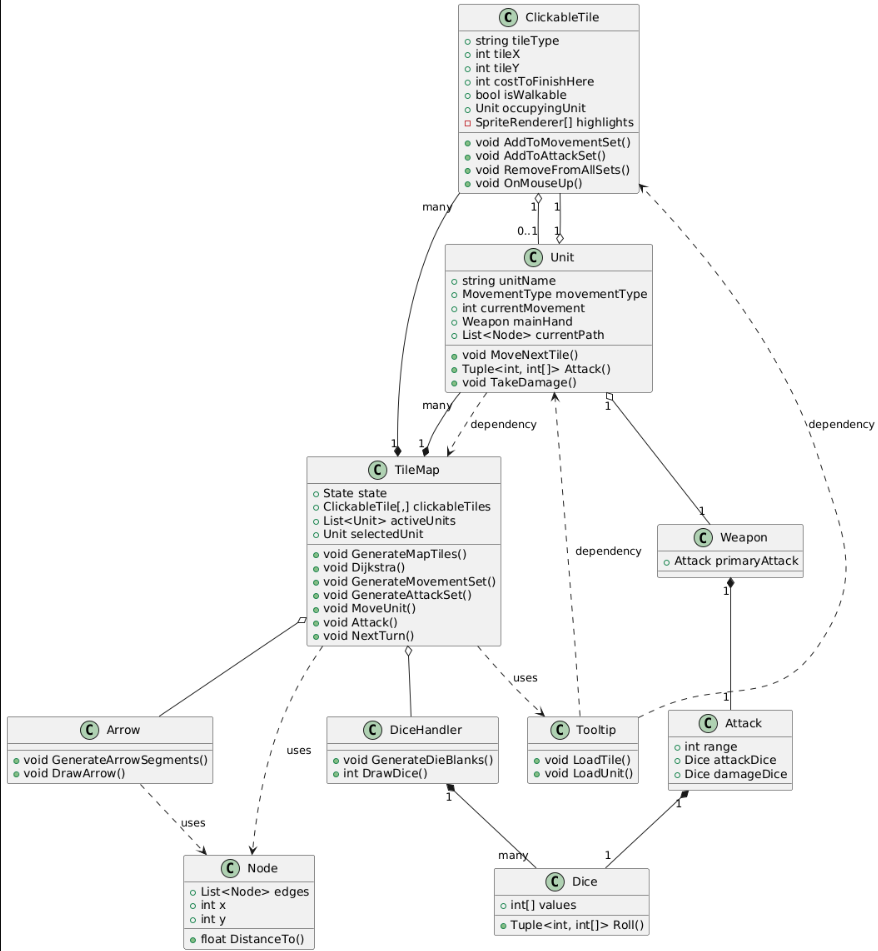 C ClickableTile
string tileType
int tileX
int tileY
int costToFinishHere
bool isWalkable
Unit occupyingUnit
SpriteRenderer[] highlights
void AddToMovementSet()
void AddToAttackSet()
void RemoveFromAllSets()
void OnMouseUp()
many
1 1
0..1 1
C Unit
string unitName
MovementType movementType
int currentMovement
Weapon mainHand
List<Node> currentPath
void MoveNextTile()
Tuple<int, int[]> Attack()
void TakeDamage()
many
1
dependency
dependency
1 1
C TileMap
State state
ClickableTile[,] clickableTiles
List<Unit> activeUnits
Unit selectedUnit
void GenerateMapTiles()
void Dijkstra()
void GenerateMovementSet()
void GenerateAttackSet()
void MoveUnit()
void Attack()
void NextTurn()
dependency
1
C Weapon
Attack primaryAttack
1
uses
uses
1
C Arrow
void GenerateArrowSegments()
void DrawArrow()
C DiceHandler
void GenerateDieBlanks()
int DrawDice()
C Tooltip
void LoadTile()
void LoadUnit()
C Attack
int range
Dice attackDice
Dice damageDice
1
1
uses
many
1
C Node
List<Node> edges
int x
int y
float DistanceTo()
C Dice
int[] values
Tuple<int, int[]> Roll()